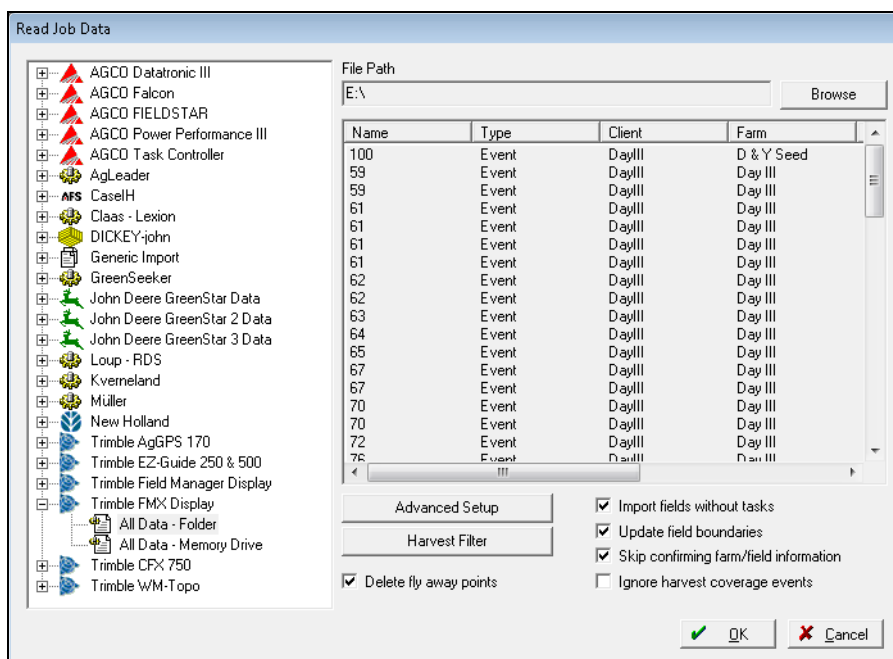 Read Job Data
AGCO Datatronic III
AGCO Falcon
AGCO FIELDSTAR
AGCO Power Performance III
AGCO Task Controller
AgLeader
AFS CaseIH
Claas - Lexion
DICKEY-john
Generic Import
GreenSeeker
John Deere GreenStar Data
John Deere GreenStar 2 Data
John Deere GreenStar 3 Data
Loup - RDS
Kverneland
Müller
New Holland
Trimble AgGPS 170
Trimble EZ-Guide 250 & 500
Trimble Field Manager Display
Trimble FMX Display
All Data - Folder
All Data - Memory Drive
Trimble CFX 750
Trimble WM-Topo
File Path
E:\
Browse
Name Type Client Farm
100 Event DayIII D & Y Seed
59 Event DayIII Day III
59 Event DayIII Day III
61 Event DayIII Day III
61 Event DayIII Day III
61 Event DayIII Day III
61 Event DayIII Day III
62 Event DayIII Day III
62 Event DayIII Day III
63 Event DayIII Day III
64 Event DayIII Day III
65 Event DayIII Day III
67 Event DayIII Day III
67 Event DayIII Day III
70 Event DayIII Day III
70 Event DayIII Day III
72 Event DayIII Day III
76 Event DayIII Day III
Advanced Setup
Harvest Filter
Delete fly away points
Import fields without tasks
Update field boundaries
Skip confirming farm/field information
Ignore harvest coverage events
OK
Cancel